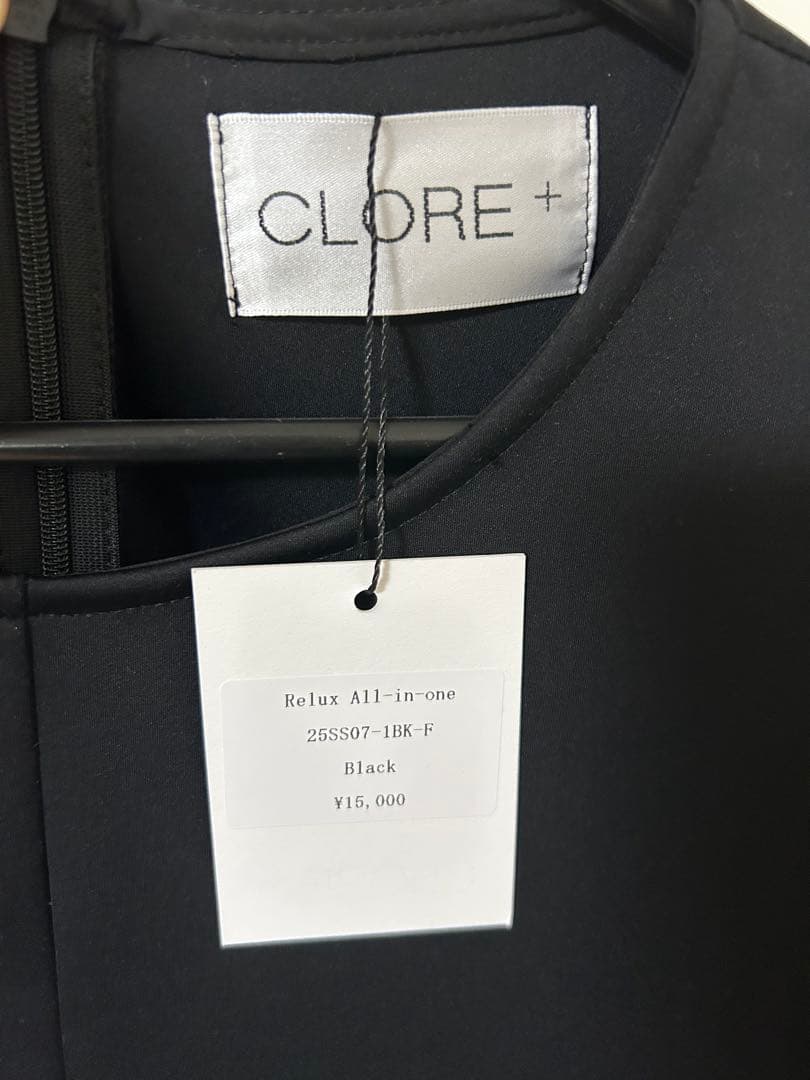 CLORE +
Relux All-in-one
25SS07-1BK-F
Black
¥15,000